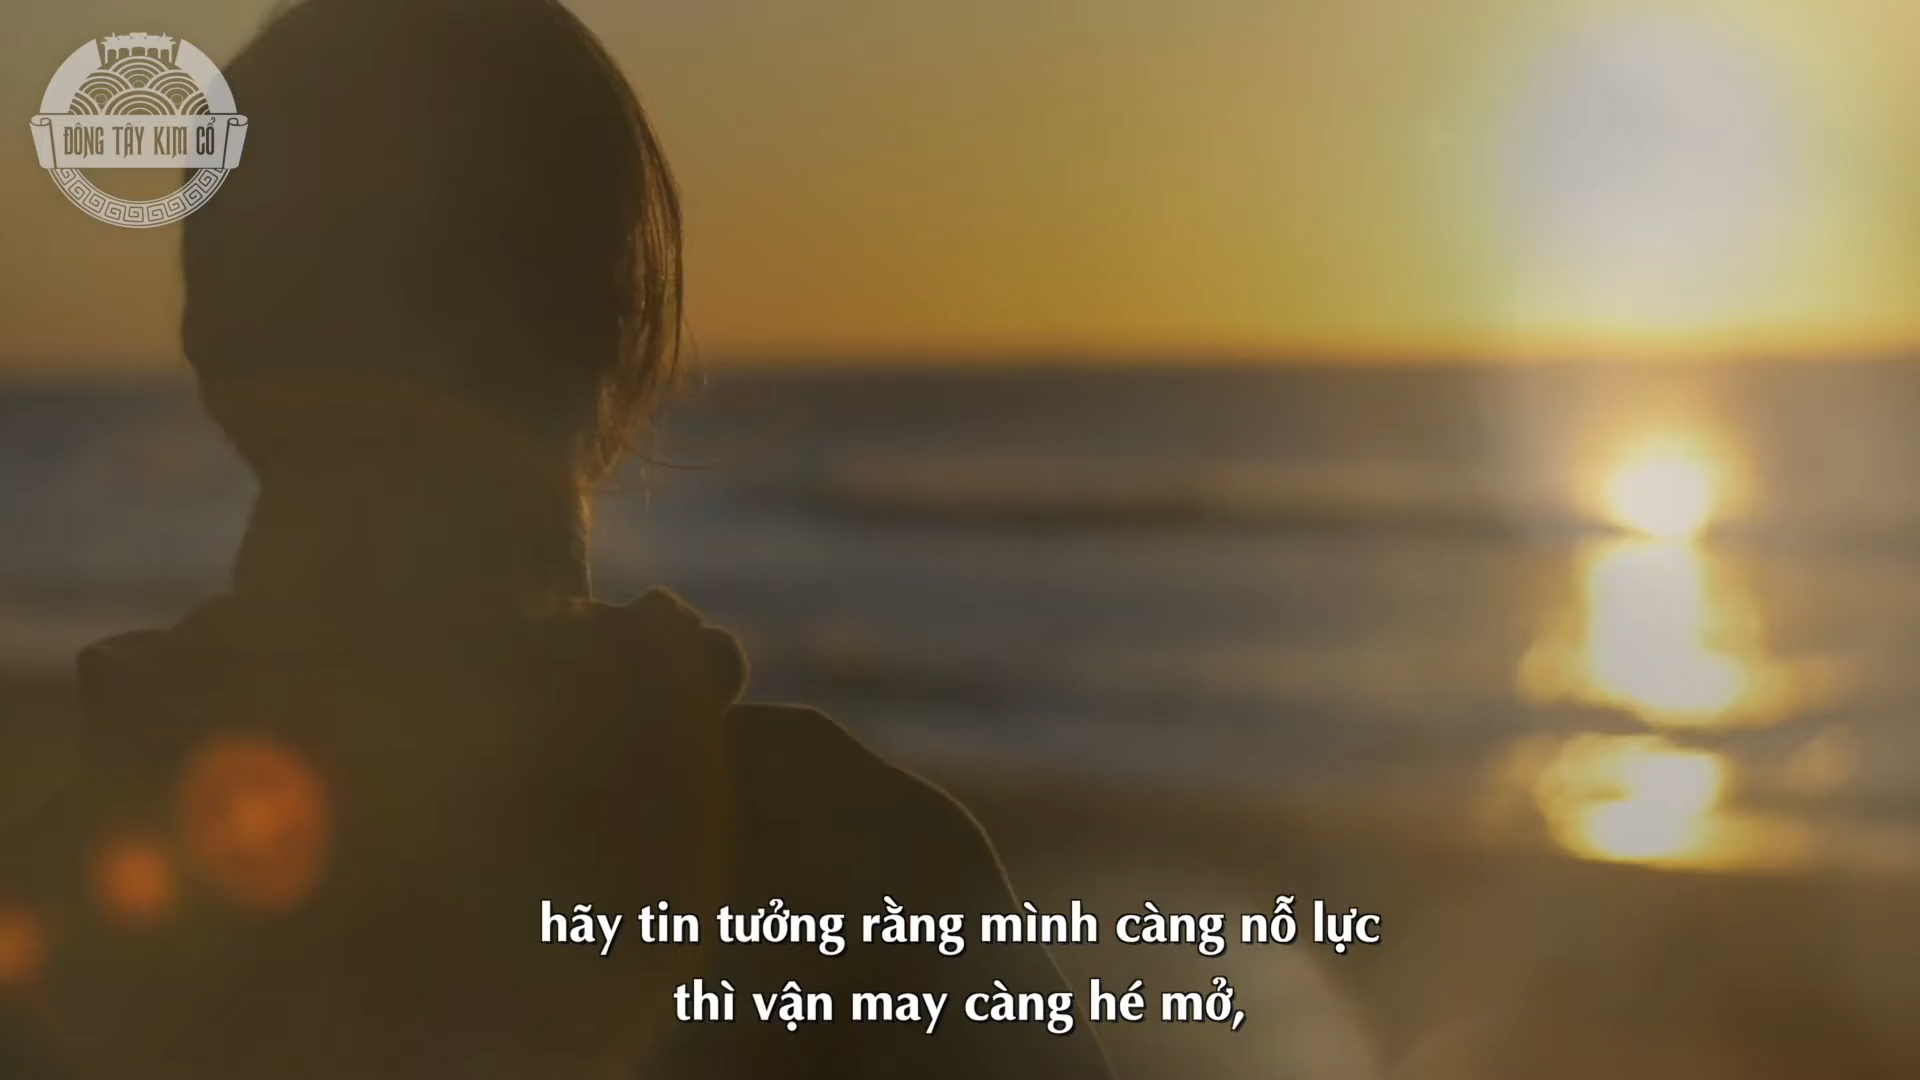 ĐÔNG TÂY KIM CỔ
hãy tin tưởng rằng mình càng nỗ lực
thì vận may càng hé mở,